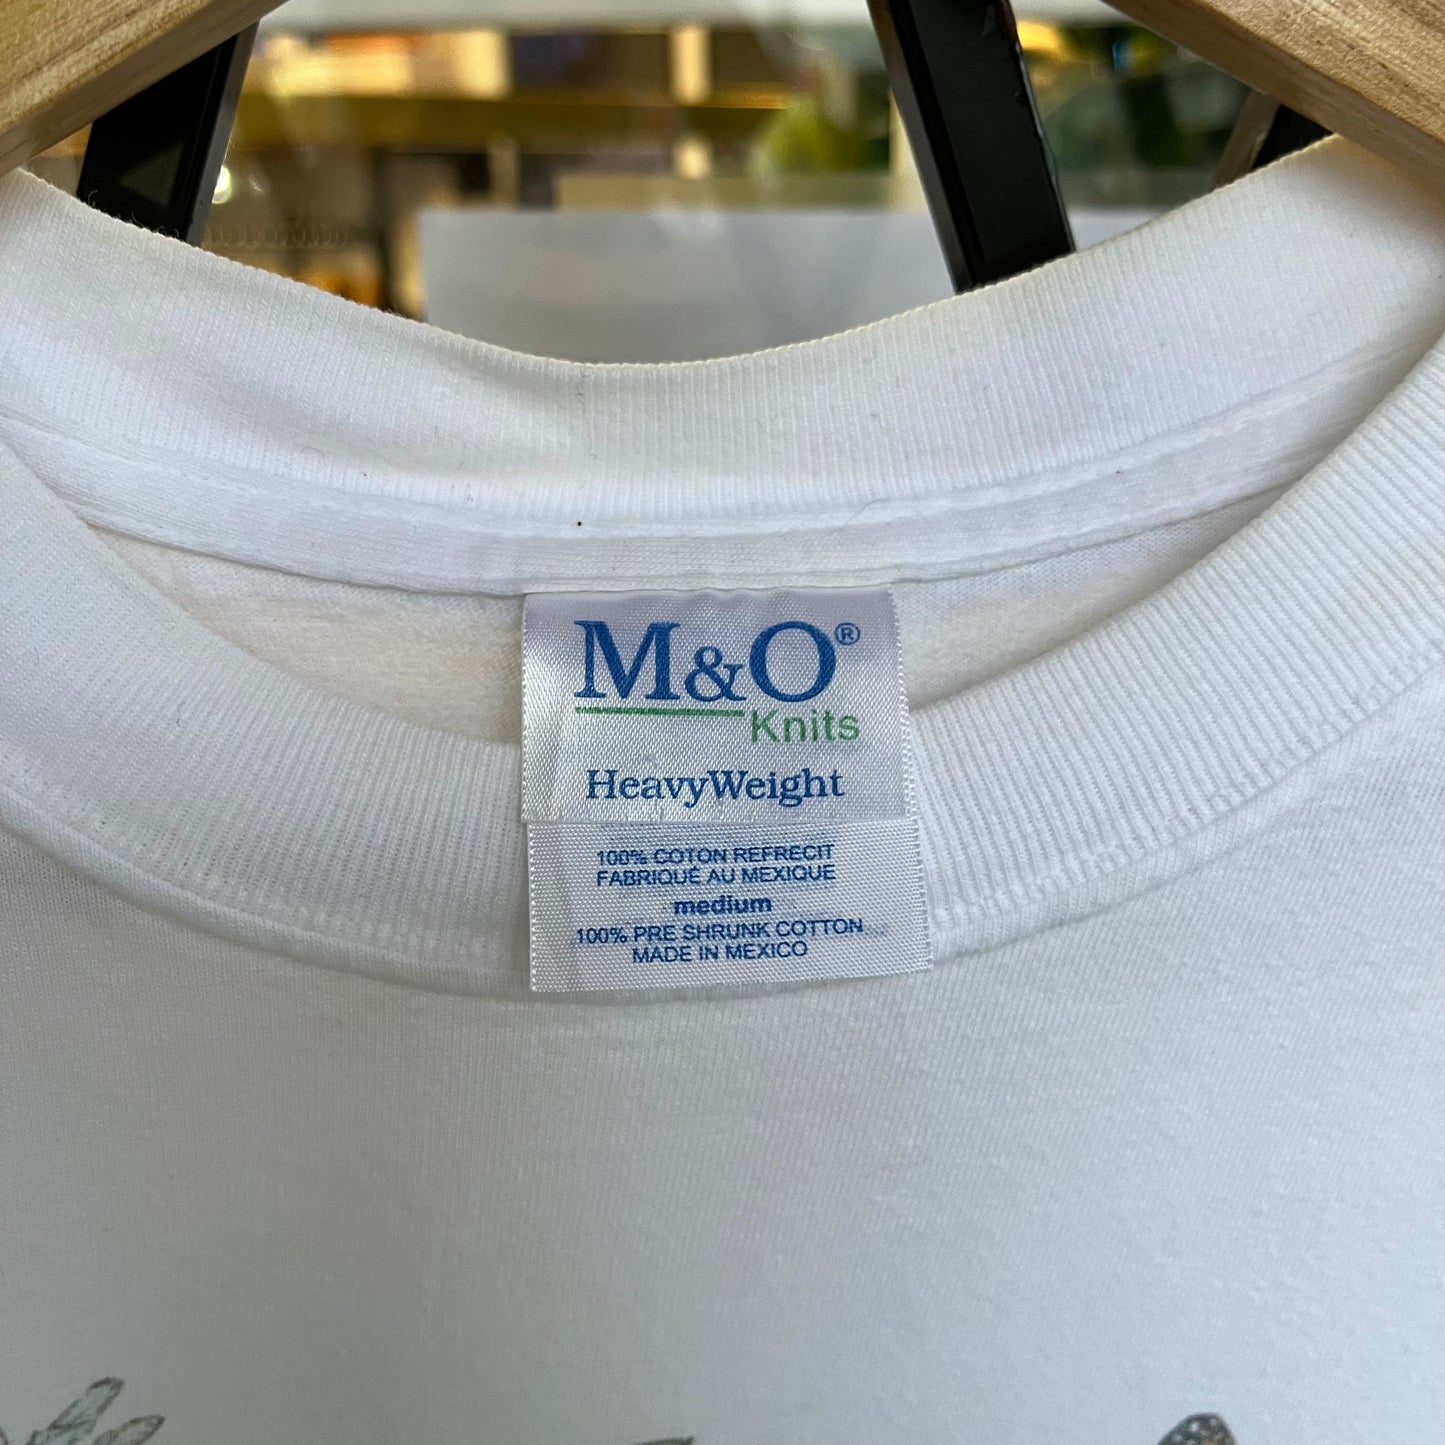 M&O®
Knits
HeavyWeight
100% COTON REFRECIT
FABRIQUÉ AU MEXIQUE
medium
100% PRE SHRUNK COTTON
MADE IN MEXICO